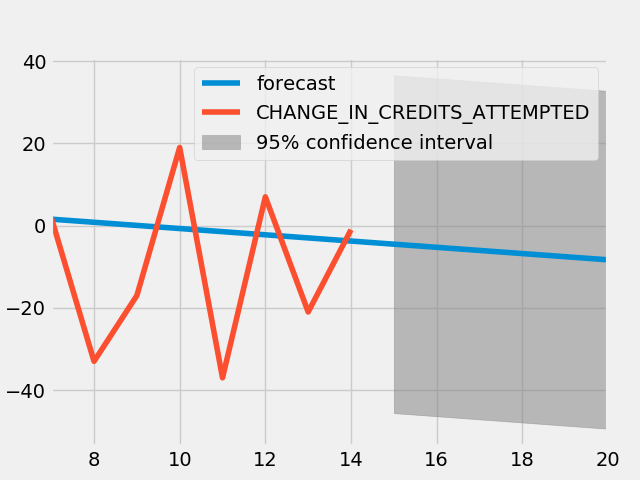 forecast
CHANGE_IN_CREDITS_ATTEMPTED
95% confidence interval
40
20
0
−20
−40
8 10 12 14 16 18 20